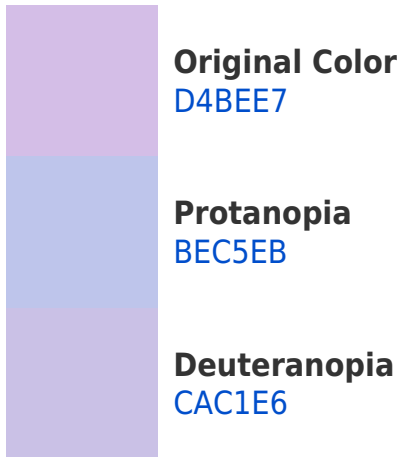 Original Color
D4BEE7
Protanopia
BEC5EB
Deuteranopia
CAC1E6